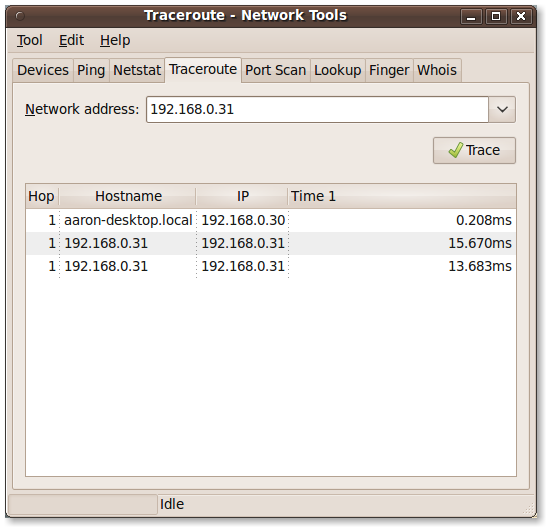 Traceroute - Network Tools
Tool Edit Help
Devices Ping Netstat Traceroute Port Scan Lookup Finger Whois
Network address: 192.168.0.31
Trace
Hop Hostname IP Time 1
1 aaron-desktop.local 192.168.0.30 0.208ms
1 192.168.0.31 192.168.0.31 15.670ms
1 192.168.0.31 192.168.0.31 13.683ms
Idle